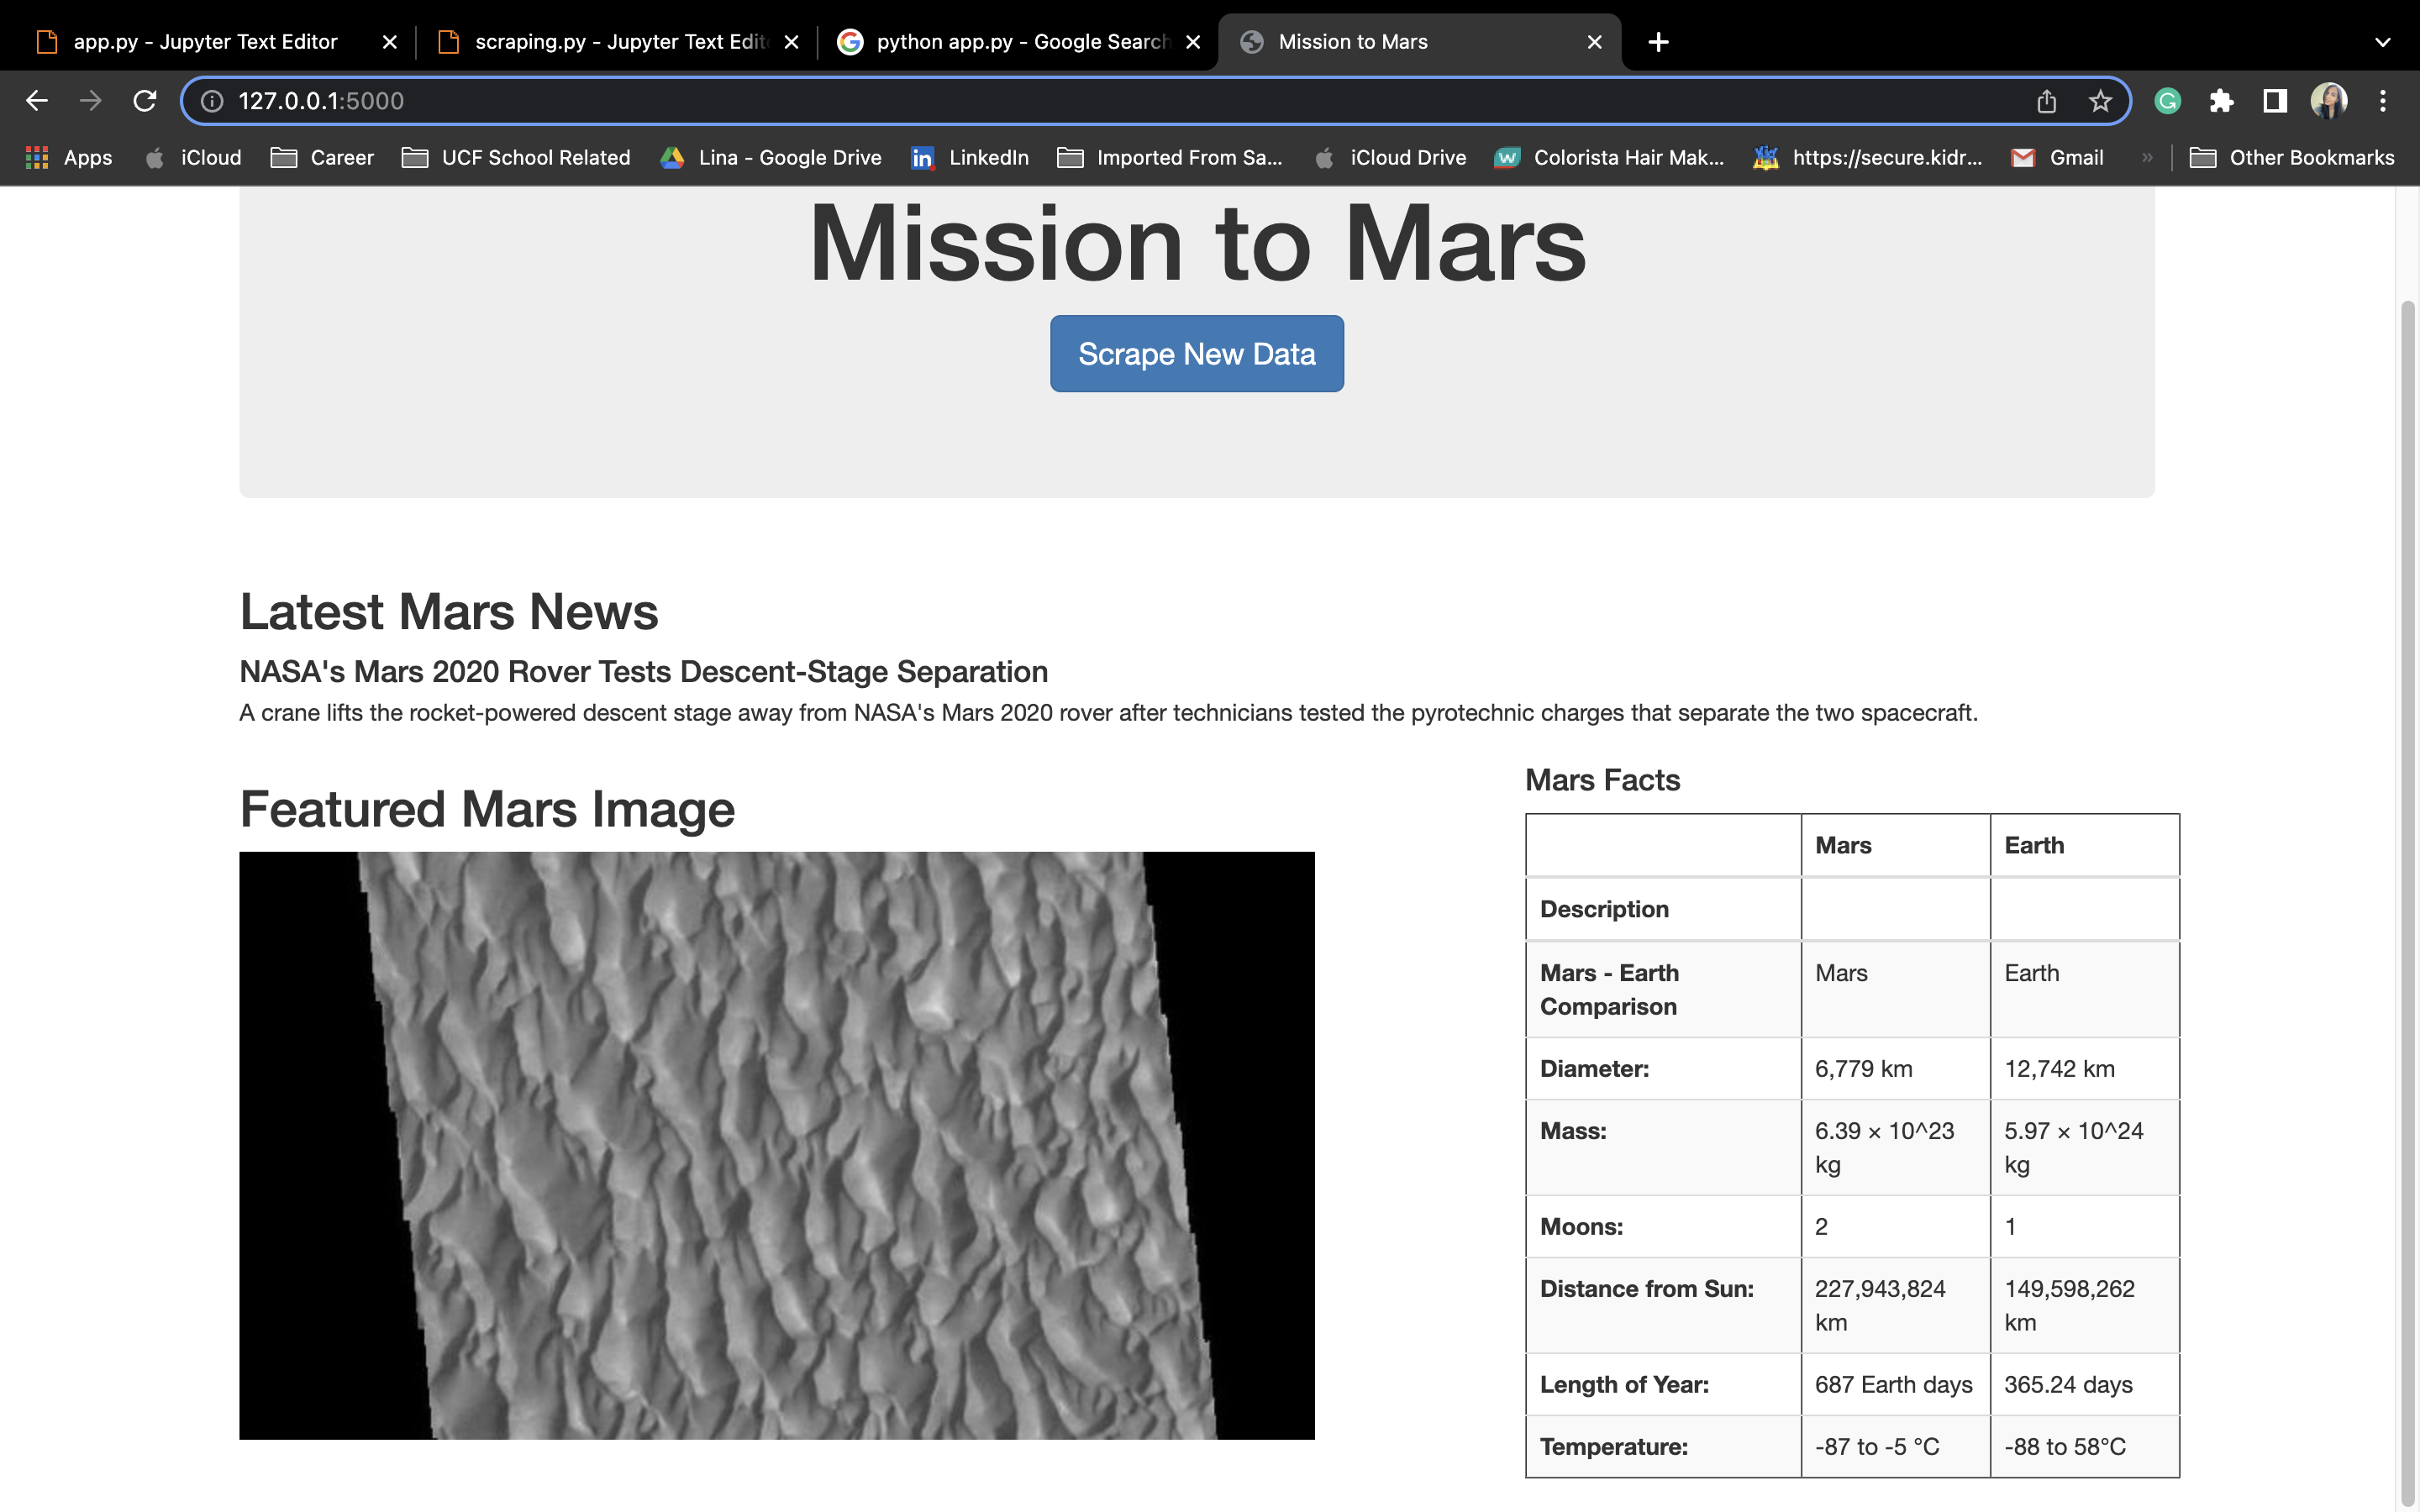 app.py - Jupyter Text Editor
scraping.py - Jupyter Text Edit
python app.py - Google Search
Mission to Mars
127.0.0.1:5000
Apps
iCloud
Career
UCF School Related
Lina - Google Drive
LinkedIn
Imported From Sa...
iCloud Drive
Colorista Hair Mak...
https://secure.kidr...
Gmail
»
Other Bookmarks
Mission to Mars
Scrape New Data
Latest Mars News
NASA's Mars 2020 Rover Tests Descent-Stage Separation
A crane lifts the rocket-powered descent stage away from NASA's Mars 2020 rover after technicians tested the pyrotechnic charges that separate the two spacecraft.
Featured Mars Image
Mars Facts
Mars Earth
Description
Mars - Earth
Comparison
Mars Earth
Diameter: 6,779 km 12,742 km
Mass: 6.39 × 10^23 kg 5.97 × 10^24 kg
Moons: 2 1
Distance from Sun: 227,943,824 km 149,598,262 km
Length of Year: 687 Earth days 365.24 days
Temperature: -87 to -5 °C -88 to 58°C